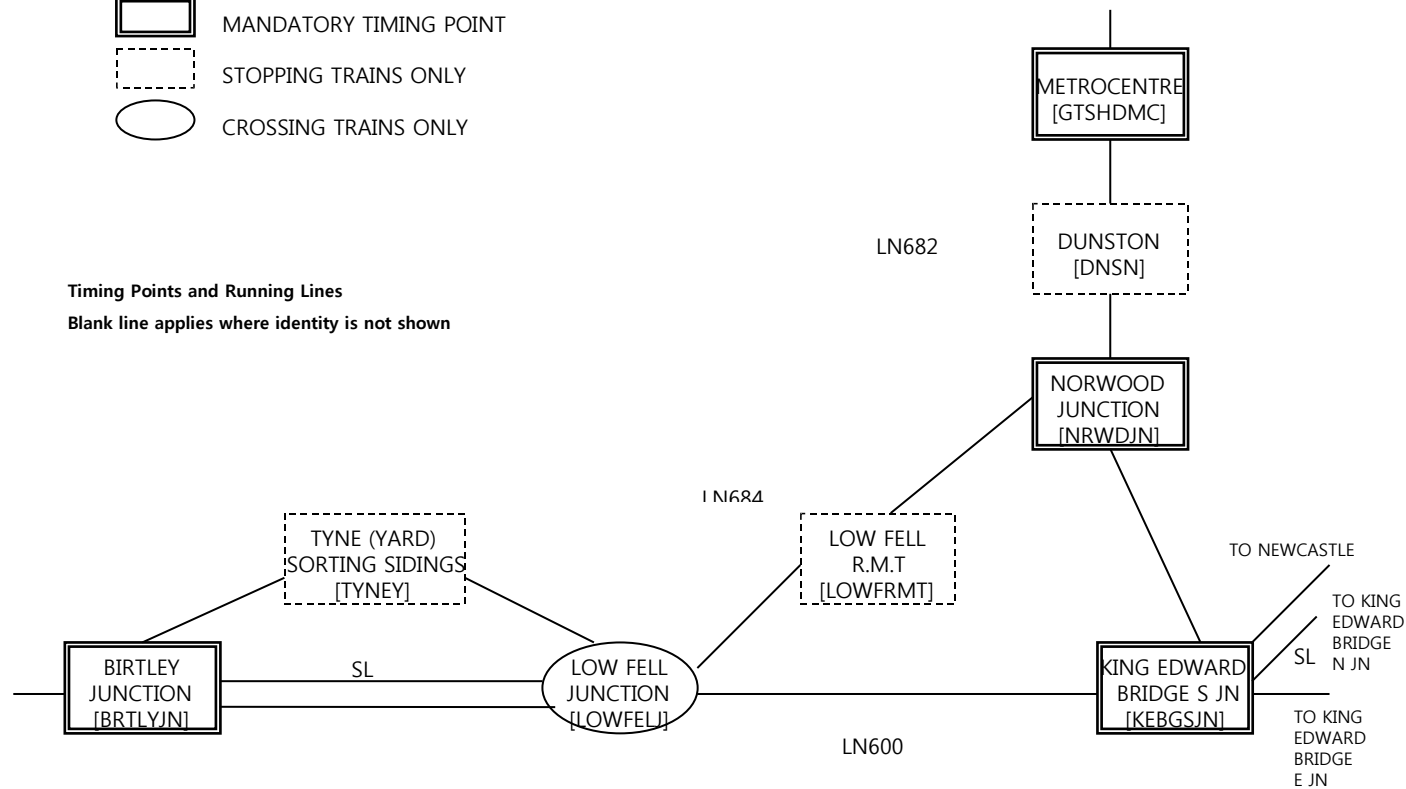 MANDATORY TIMING POINT
STOPPING TRAINS ONLY
CROSSING TRAINS ONLY
METROCENTRE
[GTSHDMC]
LN682
DUNSTON
[DNSN]
Timing Points and Running Lines
Blank line applies where identity is not shown
NORWOOD
JUNCTION
[NRWDJN]
LN684
TYNE (YARD)
SORTING SIDINGS
[TYNEY]
LOW FELL
R.M.T
[LOWFRMT]
TO NEWCASTLE
TO KING
EDWARD
BRIDGE
N JN
SL
BIRTLEY
JUNCTION
[BRTLYJN]
SL
LOW FELL
JUNCTION
[LOWFELJ]
KING EDWARD
BRIDGE S JN
[KEBGSJN]
LN600
TO KING
EDWARD
BRIDGE
E JN